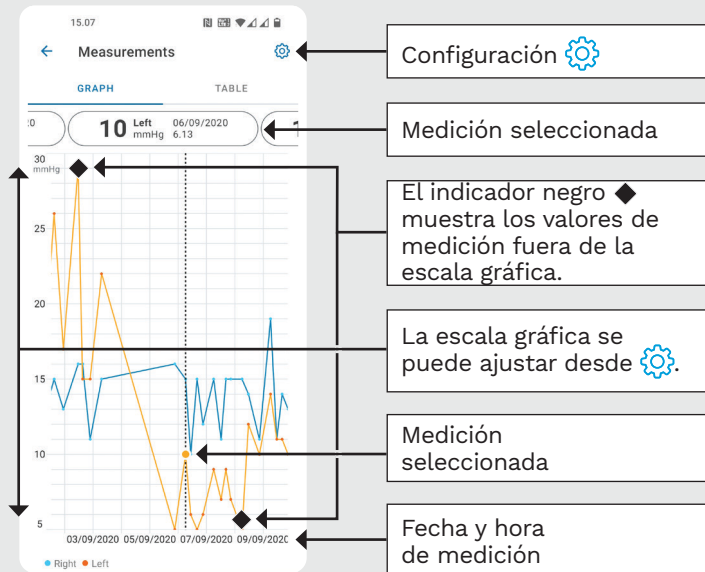 15.07
Measurements
GRAPH TABLE
10 Left 06/09/2020
mmHg 6.13
30
mmHg
25
20
15
10
5
03/09/2020 05/09/2020 07/09/2020 09/09/2020
Right Left
Configuración
Medición seleccionada
El indicador negro
muestra los valores de
medición fuera de la
escala gráfica.
La escala gráfica se
puede ajustar desde .
Medición
seleccionada
Fecha y hora
de medición